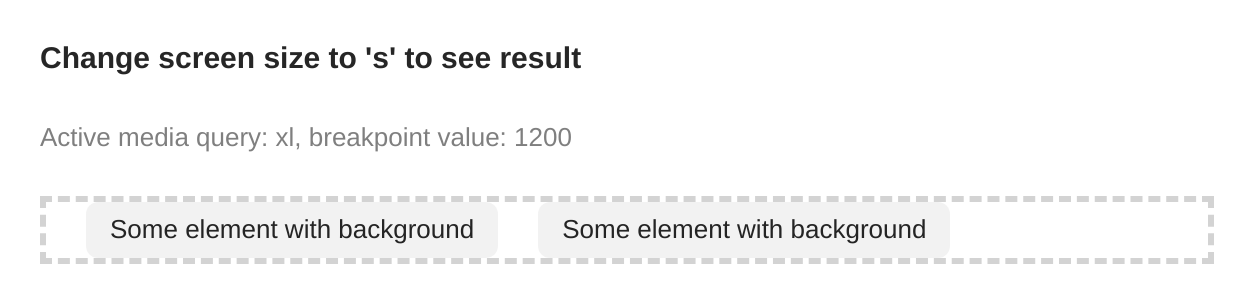 Change screen size to 's' to see result
Active media query: xl, breakpoint value: 1200
Some element with background Some element with background